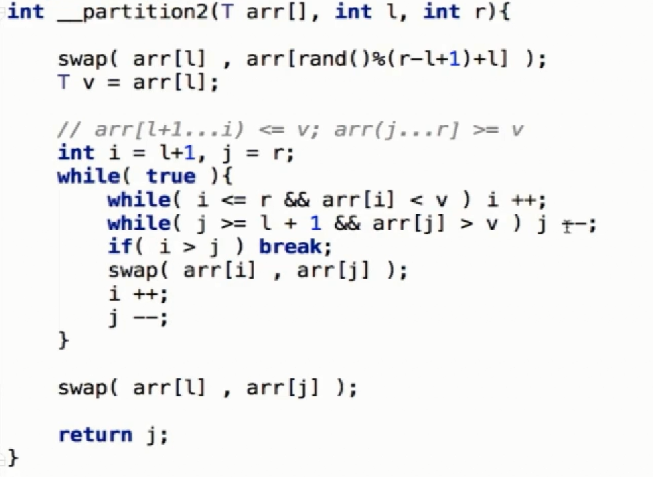 int __partition2(T arr[], int l, int r){
swap( arr[l] , arr[rand()%(r-l+1)+l] );
T v = arr[l];
// arr[l+1...i) <= v; arr(j...r] >= v
int i = l+1, j = r;
while( true ){
while( i <= r && arr[i] < v ) i ++;
while( j >= l + 1 && arr[j] > v ) j --;
if( i > j ) break;
swap( arr[i] , arr[j] );
i ++;
j --;
}
swap( arr[l] , arr[j] );
return j;
}